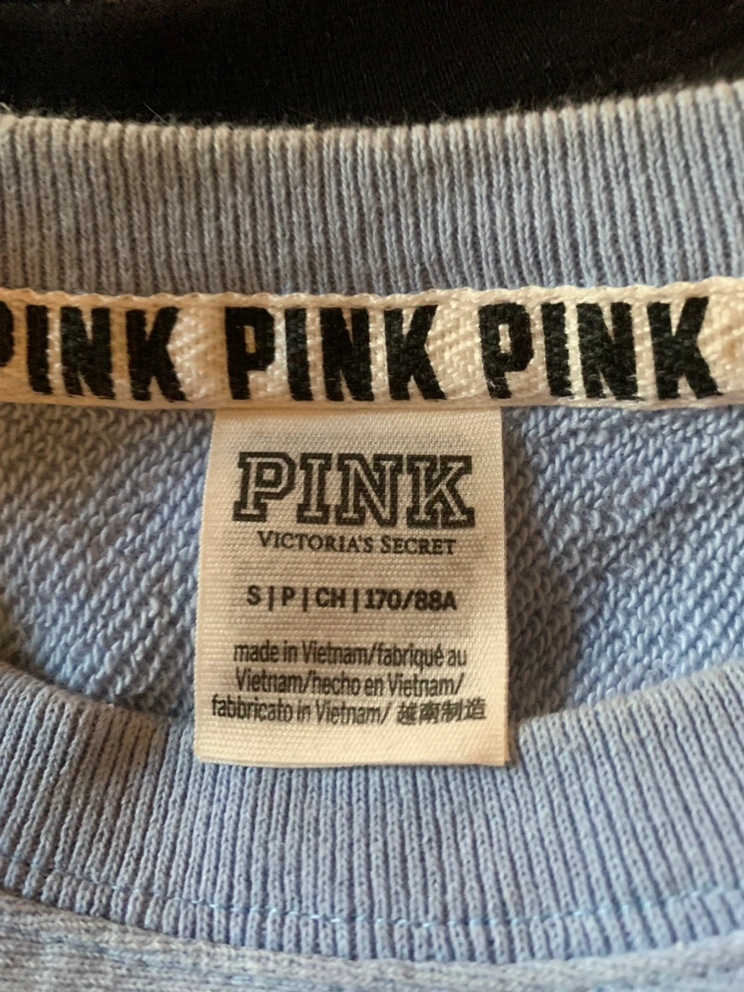 PINK PINK PINK
PINK
VICTORIA'S SECRET
S | P | CH | 170/88A
made in Vietnam/fabriqué au
Vietnam/hecho en Vietnam/
fabbricato in Vietnam/ 越南制造